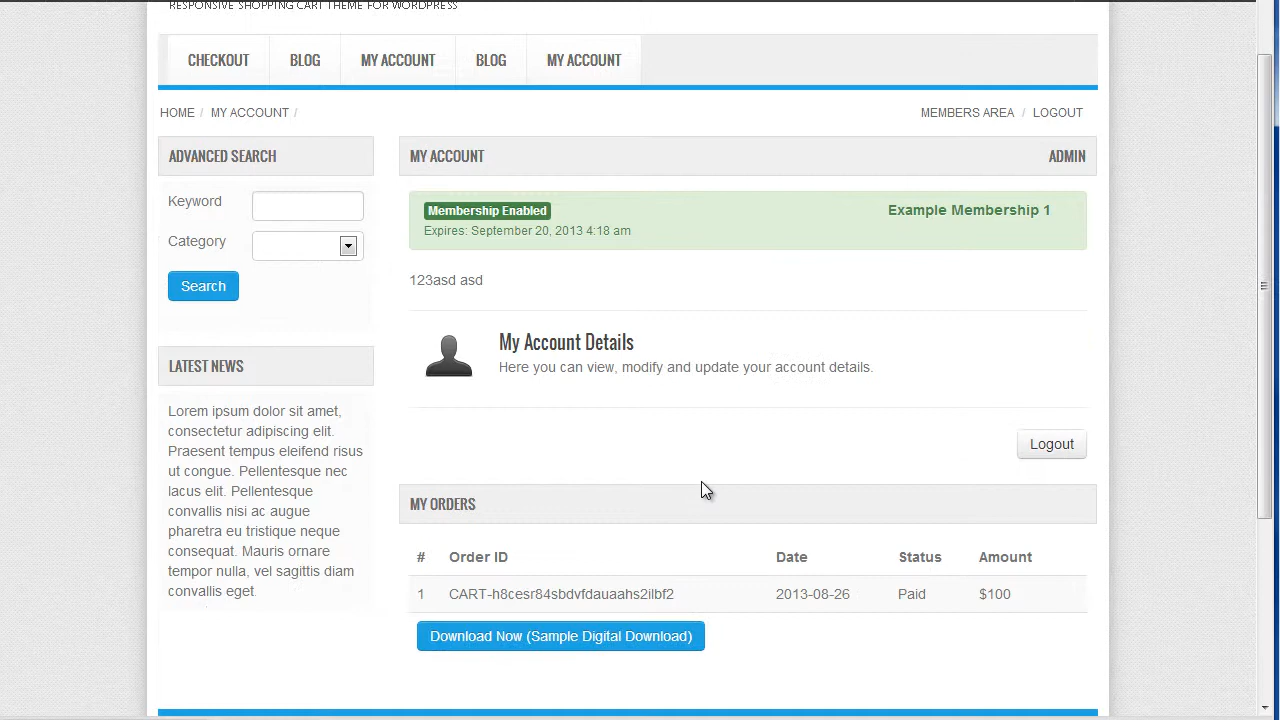 RESPONSIVE SHOPPING CART THEME FOR WORDPRESS
CHECKOUT BLOG MY ACCOUNT BLOG MY ACCOUNT
HOME / MY ACCOUNT / MEMBERS AREA / LOGOUT
ADVANCED SEARCH
Keyword
Category
Search
LATEST NEWS
Lorem ipsum dolor sit amet,
consectetur adipiscing elit.
Praesent tempus eleifend risus
ut congue. Pellentesque nec
lacus elit. Pellentesque
convallis nisi ac augue
pharetra eu tristique neque
consequat. Mauris ornare
tempor nulla, vel sagittis diam
convallis eget.
MY ACCOUNT ADMIN
Membership Enabled Example Membership 1
Expires: September 20, 2013 4:18 am
123asd asd
My Account Details
Here you can view, modify and update your account details.
Logout
MY ORDERS
# Order ID Date Status Amount
1 CART-h8cesr84sbdvfdauaahs2ilbf2 2013-08-26 Paid $100
Download Now (Sample Digital Download)